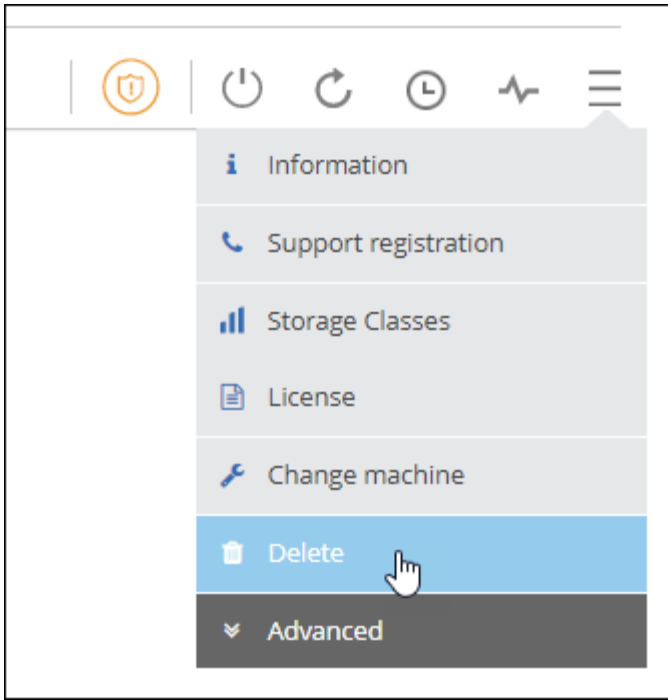 Information
Support registration
Storage Classes
License
Change machine
Delete
Advanced